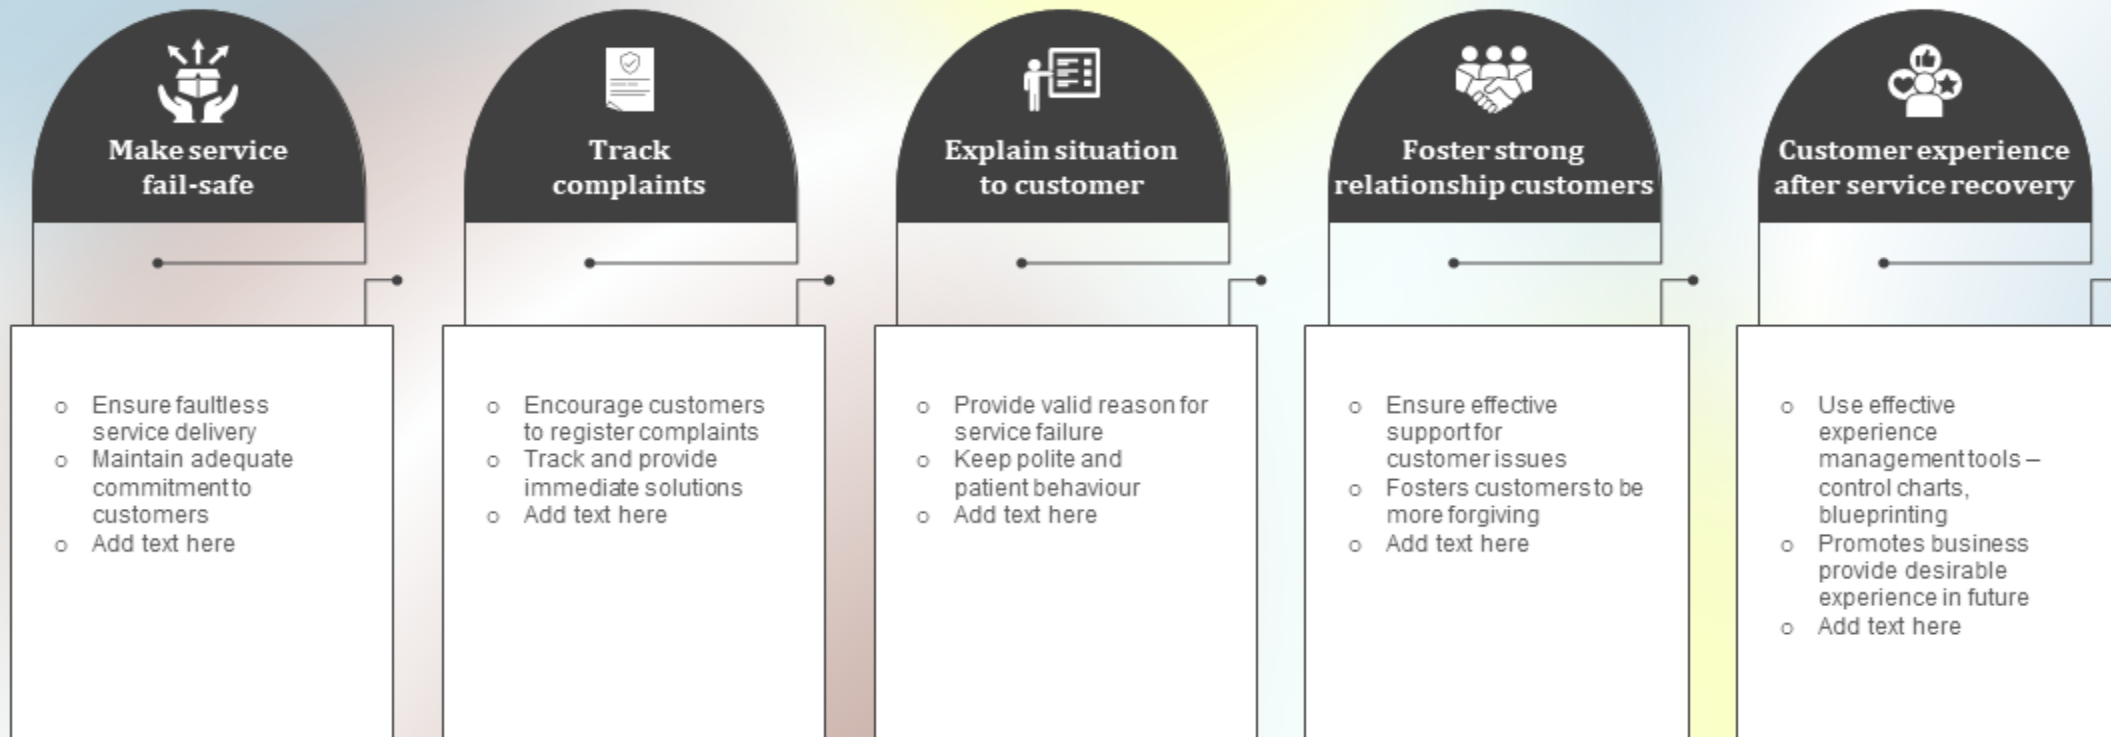 Make service
fail-safe
Track
complaints
Explain situation
to customer
Foster strong
relationship customers
Customer experience
after service recovery
o Ensure faultless
service delivery
o Maintain adequate
commitment to
customers
o Add text here
o Encourage customers
to register complaints
o Track and provide
immediate solutions
o Add text here
o Provide valid reason for
service failure
o Keep polite and
patient behaviour
o Add text here
o Ensure effective
support for
customer issues
o Fosters customers to be
more forgiving
o Add text here
o Use effective
experience
management tools –
control charts,
blueprinting
o Promotes business
provide desirable
experience in future
o Add text here